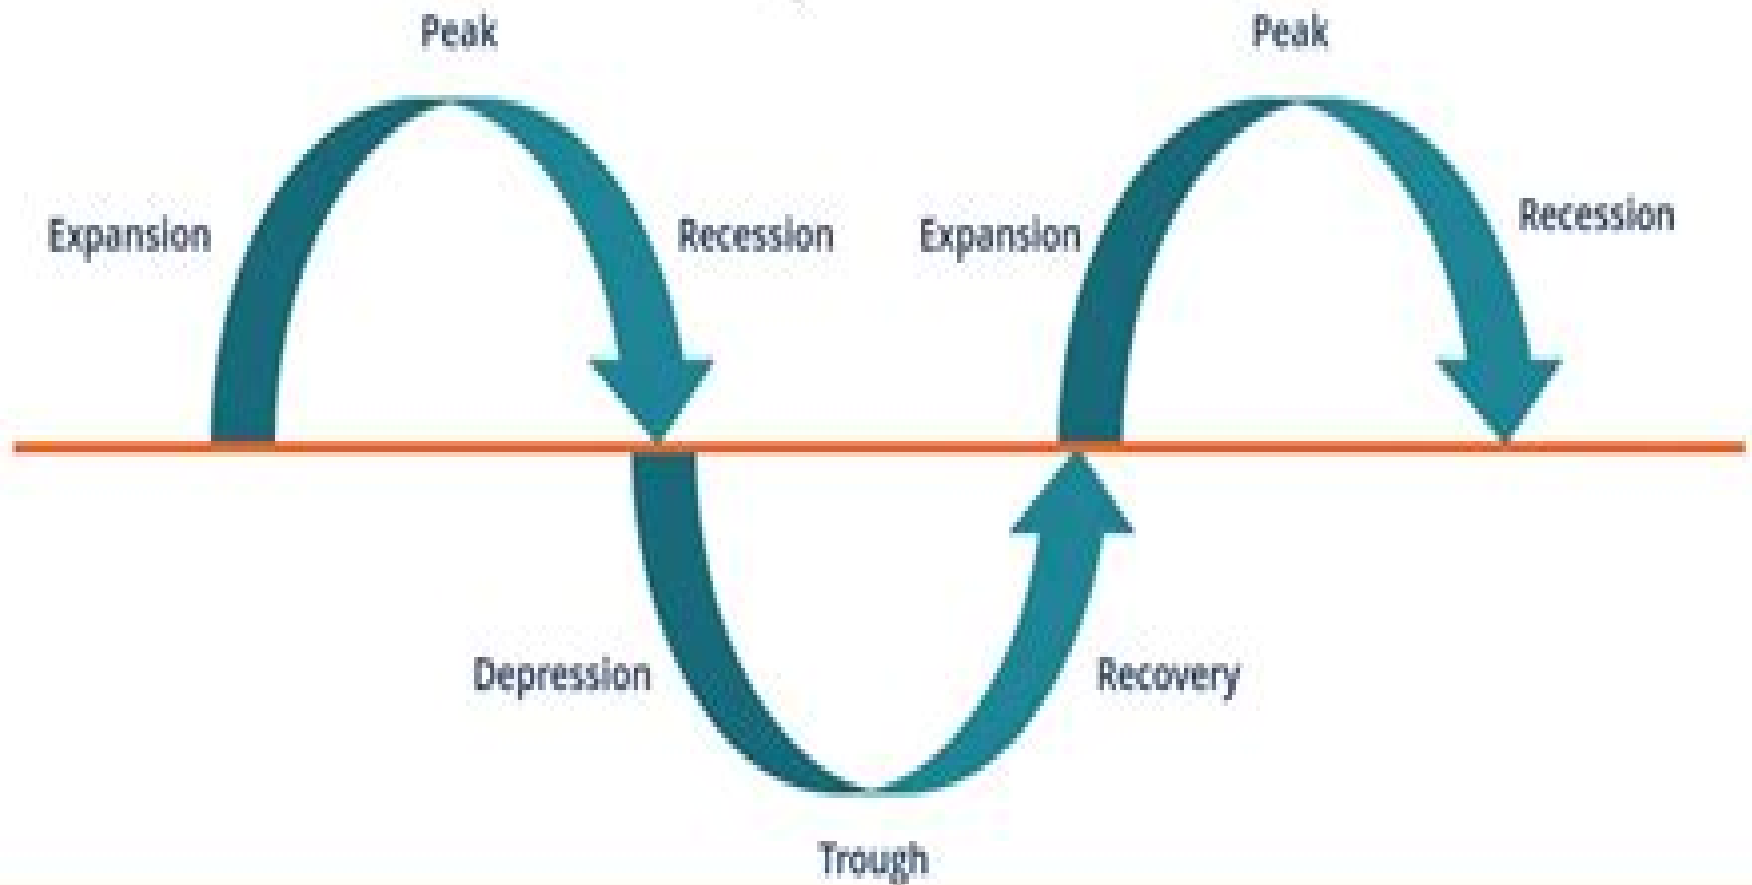 Peak
Peak
Expansion
Recession
Expansion
Recession
Depression
Recovery
Trough